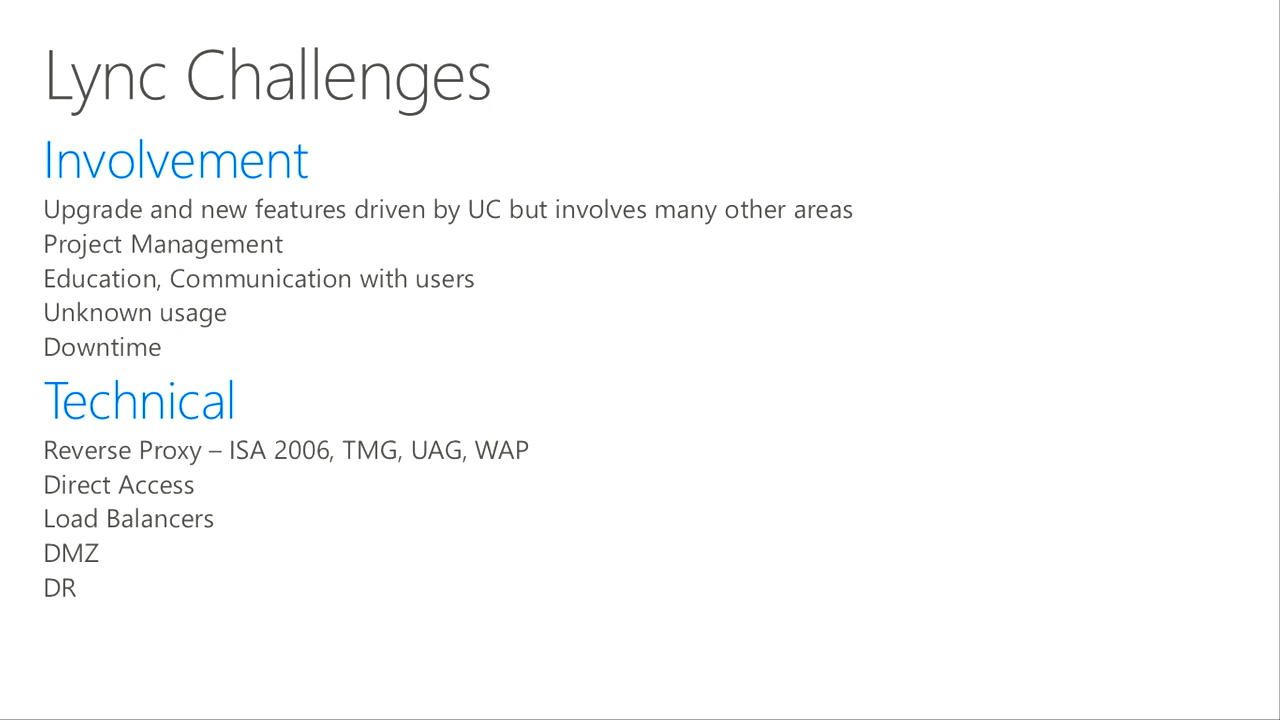 Lync Challenges
Involvement
Upgrade and new features driven by UC but involves many other areas
Project Management
Education, Communication with users
Unknown usage
Downtime
Technical
Reverse Proxy – ISA 2006, TMG, UAG, WAP
Direct Access
Load Balancers
DMZ
DR